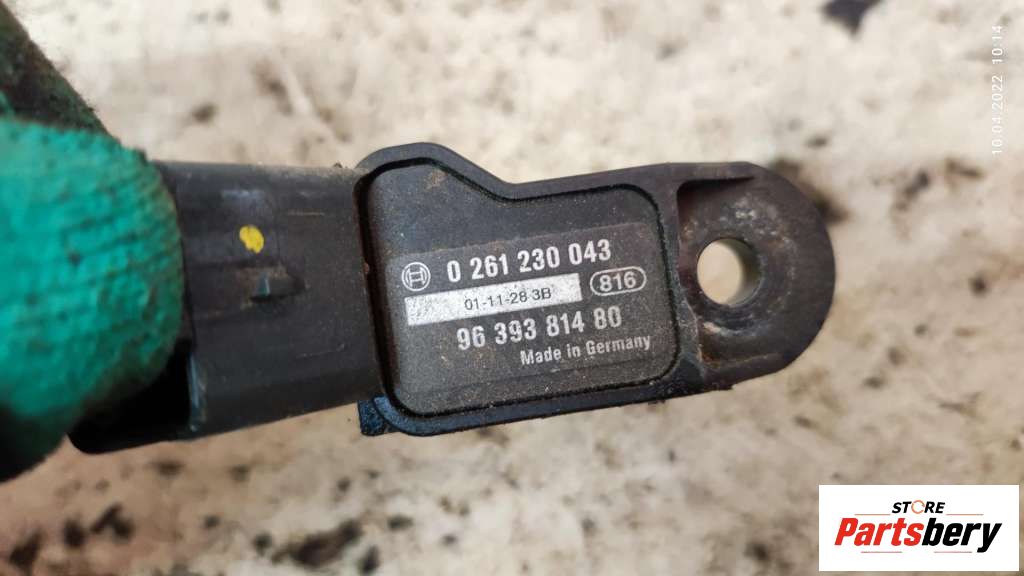 10.04.2022 10:14
0 261 230 043
01-11-28 3B
816
96 393 814 80
Made in Germany
STORE
Partsbery